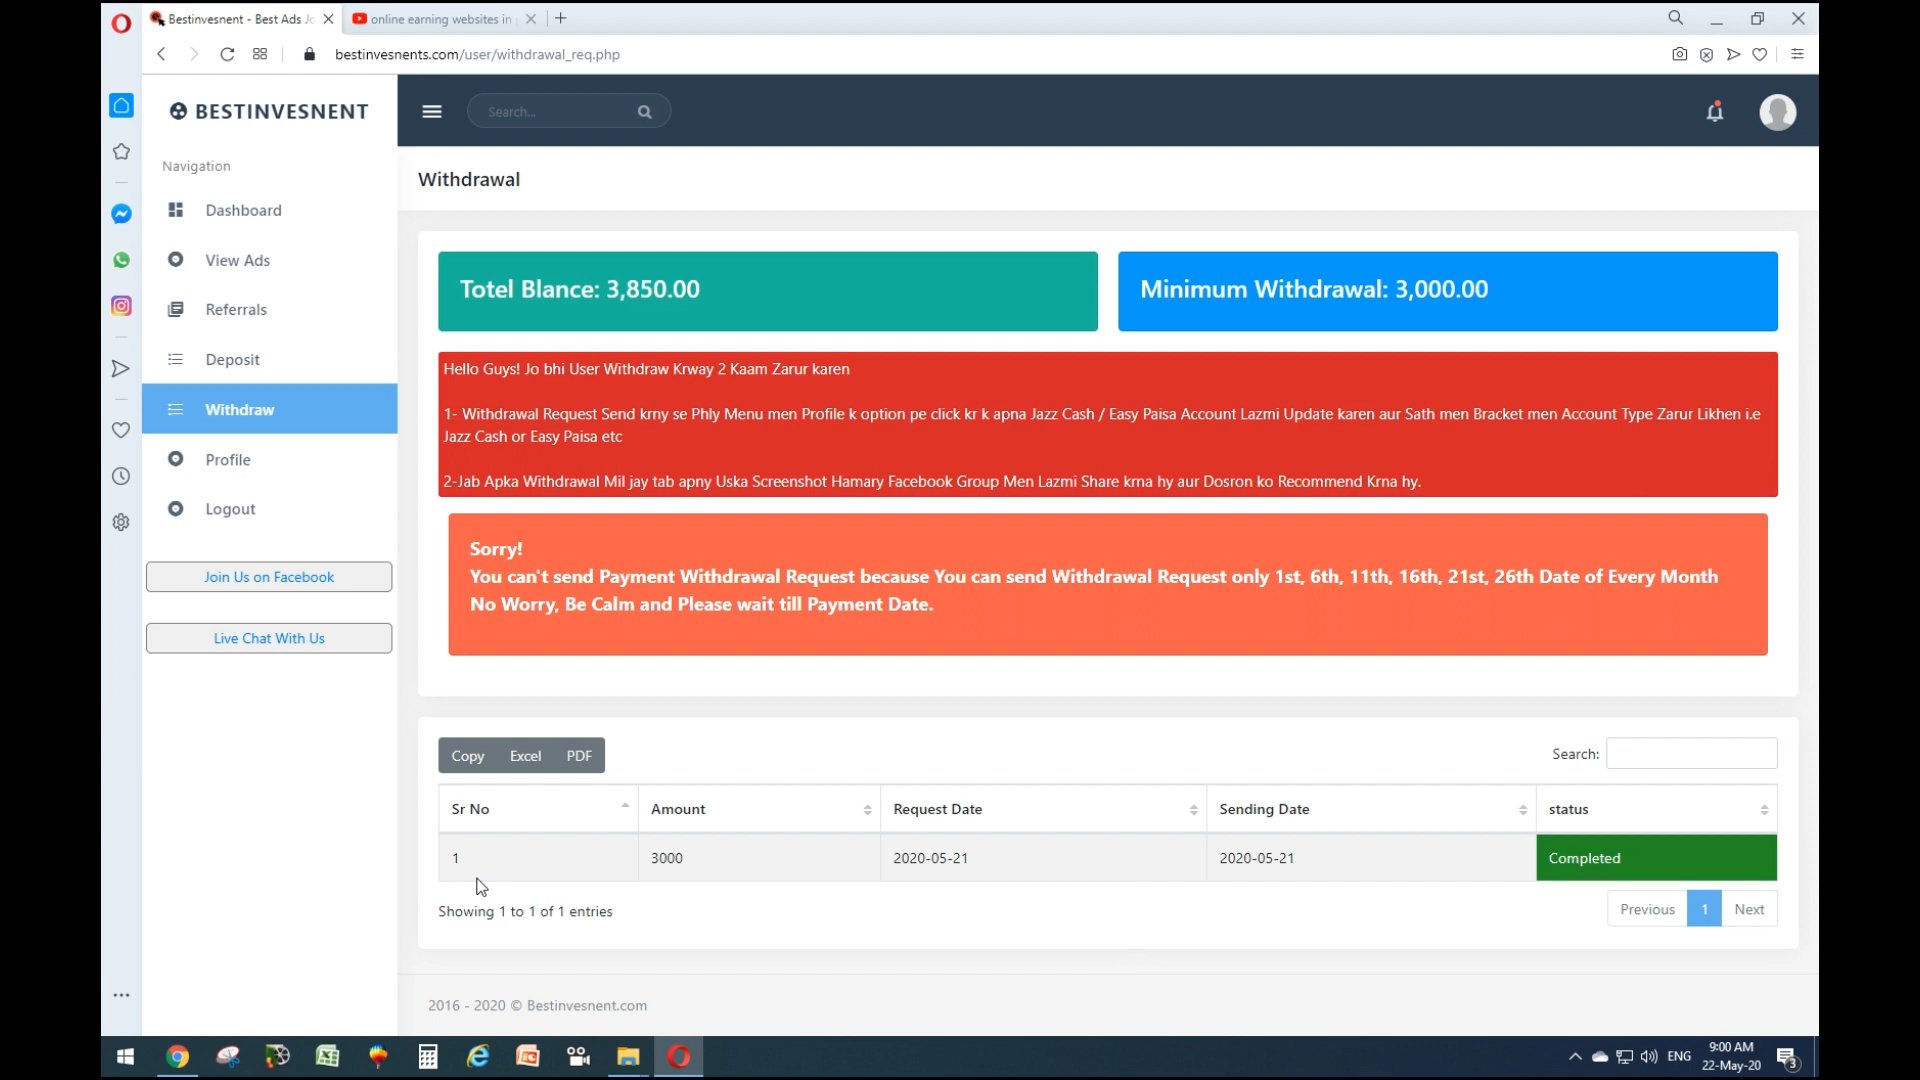 Bestinvesnent - Best Ads Jo
online earning websites in
bestinvesnents.com/user/withdrawal_req.php
BESTINVESNENT
Search...
Navigation
Withdrawal
Dashboard
View Ads
Referrals
Deposit
Withdraw
Profile
Logout
Join Us on Facebook
Live Chat With Us
Totel Blance: 3,850.00
Minimum Withdrawal: 3,000.00
Hello Guys! Jo bhi User Withdraw Krway 2 Kaam Zarur karen
1- Withdrawal Request Send krny se Phly Menu men Profile k option pe click kr k apna Jazz Cash / Easy Paisa Account Lazmi Update karen aur Sath men Bracket men Account Type Zarur Likhen i.e
Jazz Cash or Easy Paisa etc
2-Jab Apka Withdrawal Mil jay tab apny Uska Screenshot Hamary Facebook Group Men Lazmi Share krna hy aur Dosron ko Recommend Krna hy.
Sorry!
You can't send Payment Withdrawal Request because You can send Withdrawal Request only 1st, 6th, 11th, 16th, 21st, 26th Date of Every Month
No Worry, Be Calm and Please wait till Payment Date.
Copy Excel PDF
Search:
Sr No Amount Request Date Sending Date status
1 3000 2020-05-21 2020-05-21 Completed
Showing 1 to 1 of 1 entries
Previous 1 Next
2016 - 2020 © Bestinvesnent.com
ENG
9:00 AM
22-May-20
3